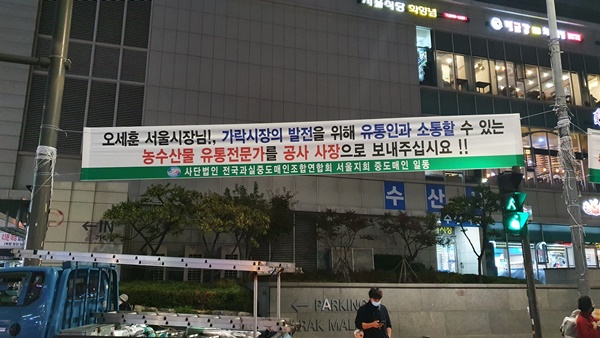 오세훈 서울시장님!, 가락시장의 발전을 위해 유통인과 소통할 수 있는
농수산물 유통전문가를 공사 사장으로 보내주십시요 !!
사단법인 전국과실중도매인조합연합회 서울지회 중도매인 일동
수산
← IN
← PARKING
GARAK MALL